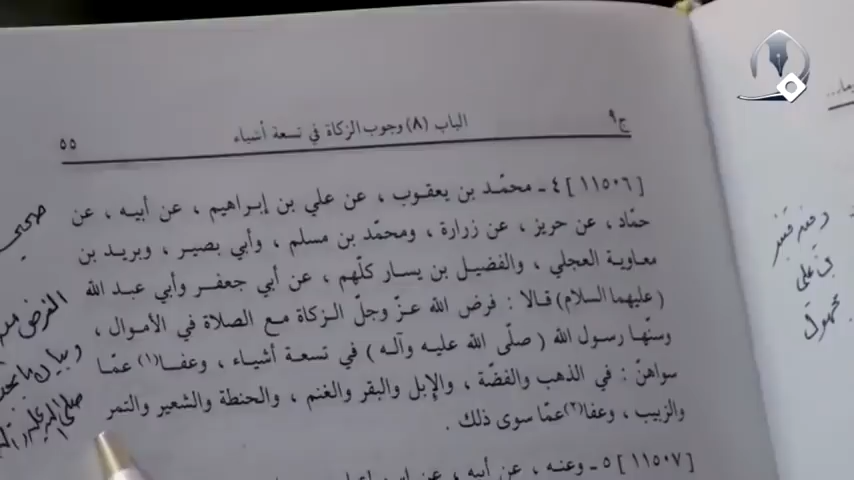 ج٩ الباب (٨) وجوب الزكاة في تسعة أشياء ٥٥
[١١٥٠٦] ٤ ـ محمّد بن يعقوب ، عن علي بن إبراهيم ، عن أبيه ، عن
حمّاد ، عن حريز ، عن زرارة ، ومحمّد بن مسلم ، وأبي بصير ، وبريد بن
معاوية العجلي ، والفضيل بن يسار كلّهم ، عن أبي جعفر وأبي عبد الله
(عليهما السلام) قالا : فرض الله عزّ وجلّ الزكاة مع الصلاة في الأموال ،
وسنّها رسول الله ( صلّى الله عليه وآله ) في تسعة أشياء ، وعفا(١) عمّا
سواهنّ : في الذهب والفضّة ، والإبل والبقر والغنم ، والحنطة والشعير والتمر
والزبيب ، وعفا(٢) عمّا سوى ذلك .
[١١٥٠٧] ٥ ـ وعنه ، عن أبيه ، عن
صحيح
الفرض
وبيان
على
مجهول